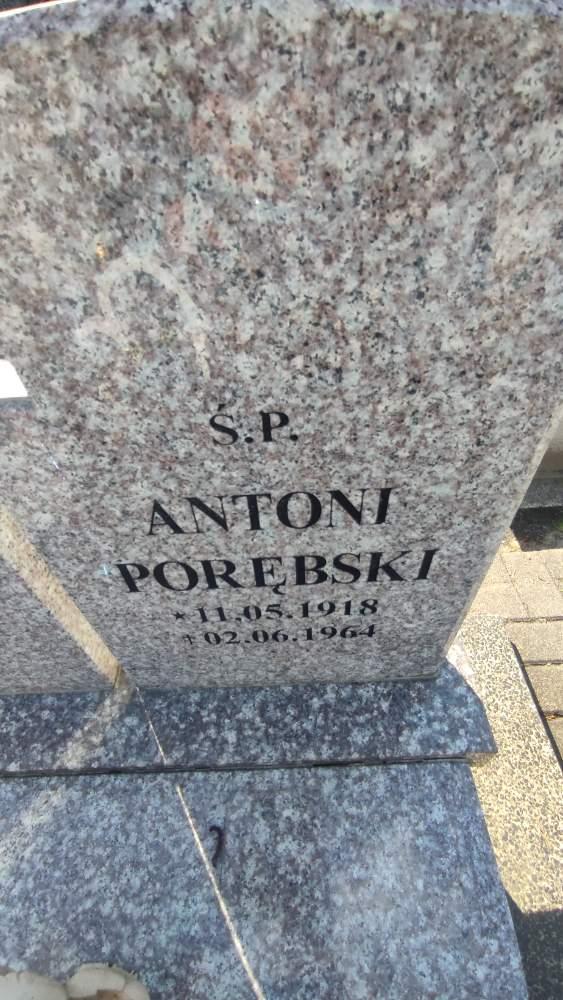 Ś.P.
ANTONI
PORĘBSKI
* 11.05.1918
† 02.06.1964